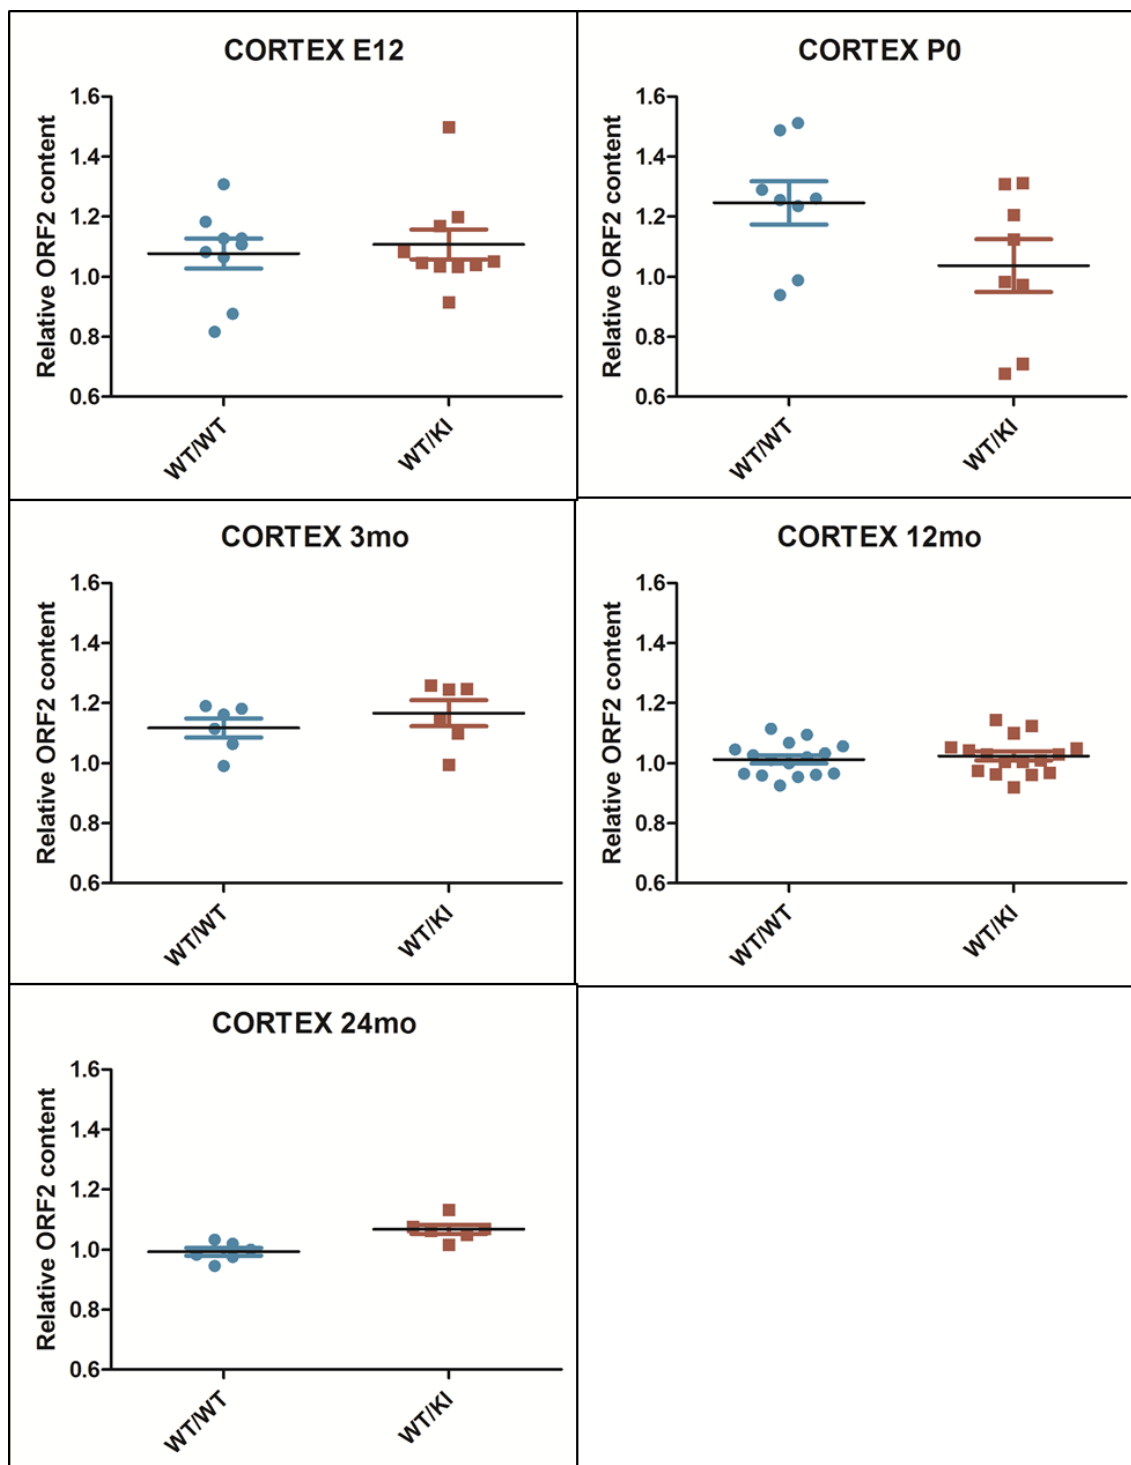 CORTEX E12
Relative ORF2 content
1.6
1.4
1.2
1.0
0.8
0.6
WT/WT
WT/KI
CORTEX P0
Relative ORF2 content
1.6
1.4
1.2
1.0
0.8
0.6
WT/WT
WT/KI
CORTEX 3mo
Relative ORF2 content
1.6
1.4
1.2
1.0
0.8
0.6
WT/WT
WT/KI
CORTEX 12mo
Relative ORF2 content
1.6
1.4
1.2
1.0
0.8
0.6
WT/WT
WT/KI
CORTEX 24mo
Relative ORF2 content
1.6
1.4
1.2
1.0
0.8
0.6
WT/WT
WT/KI